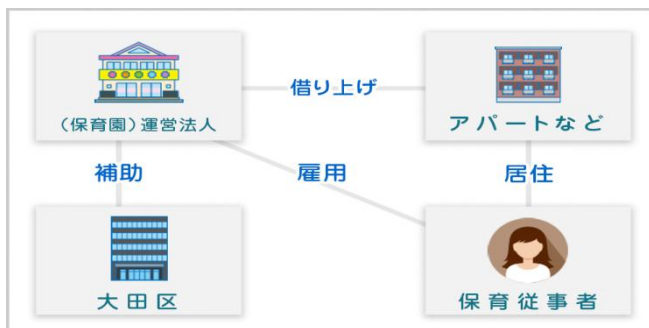 借り上げ
(保育園)運営法人
アパートなど
補助
雇用
居住
大田区
保育従事者